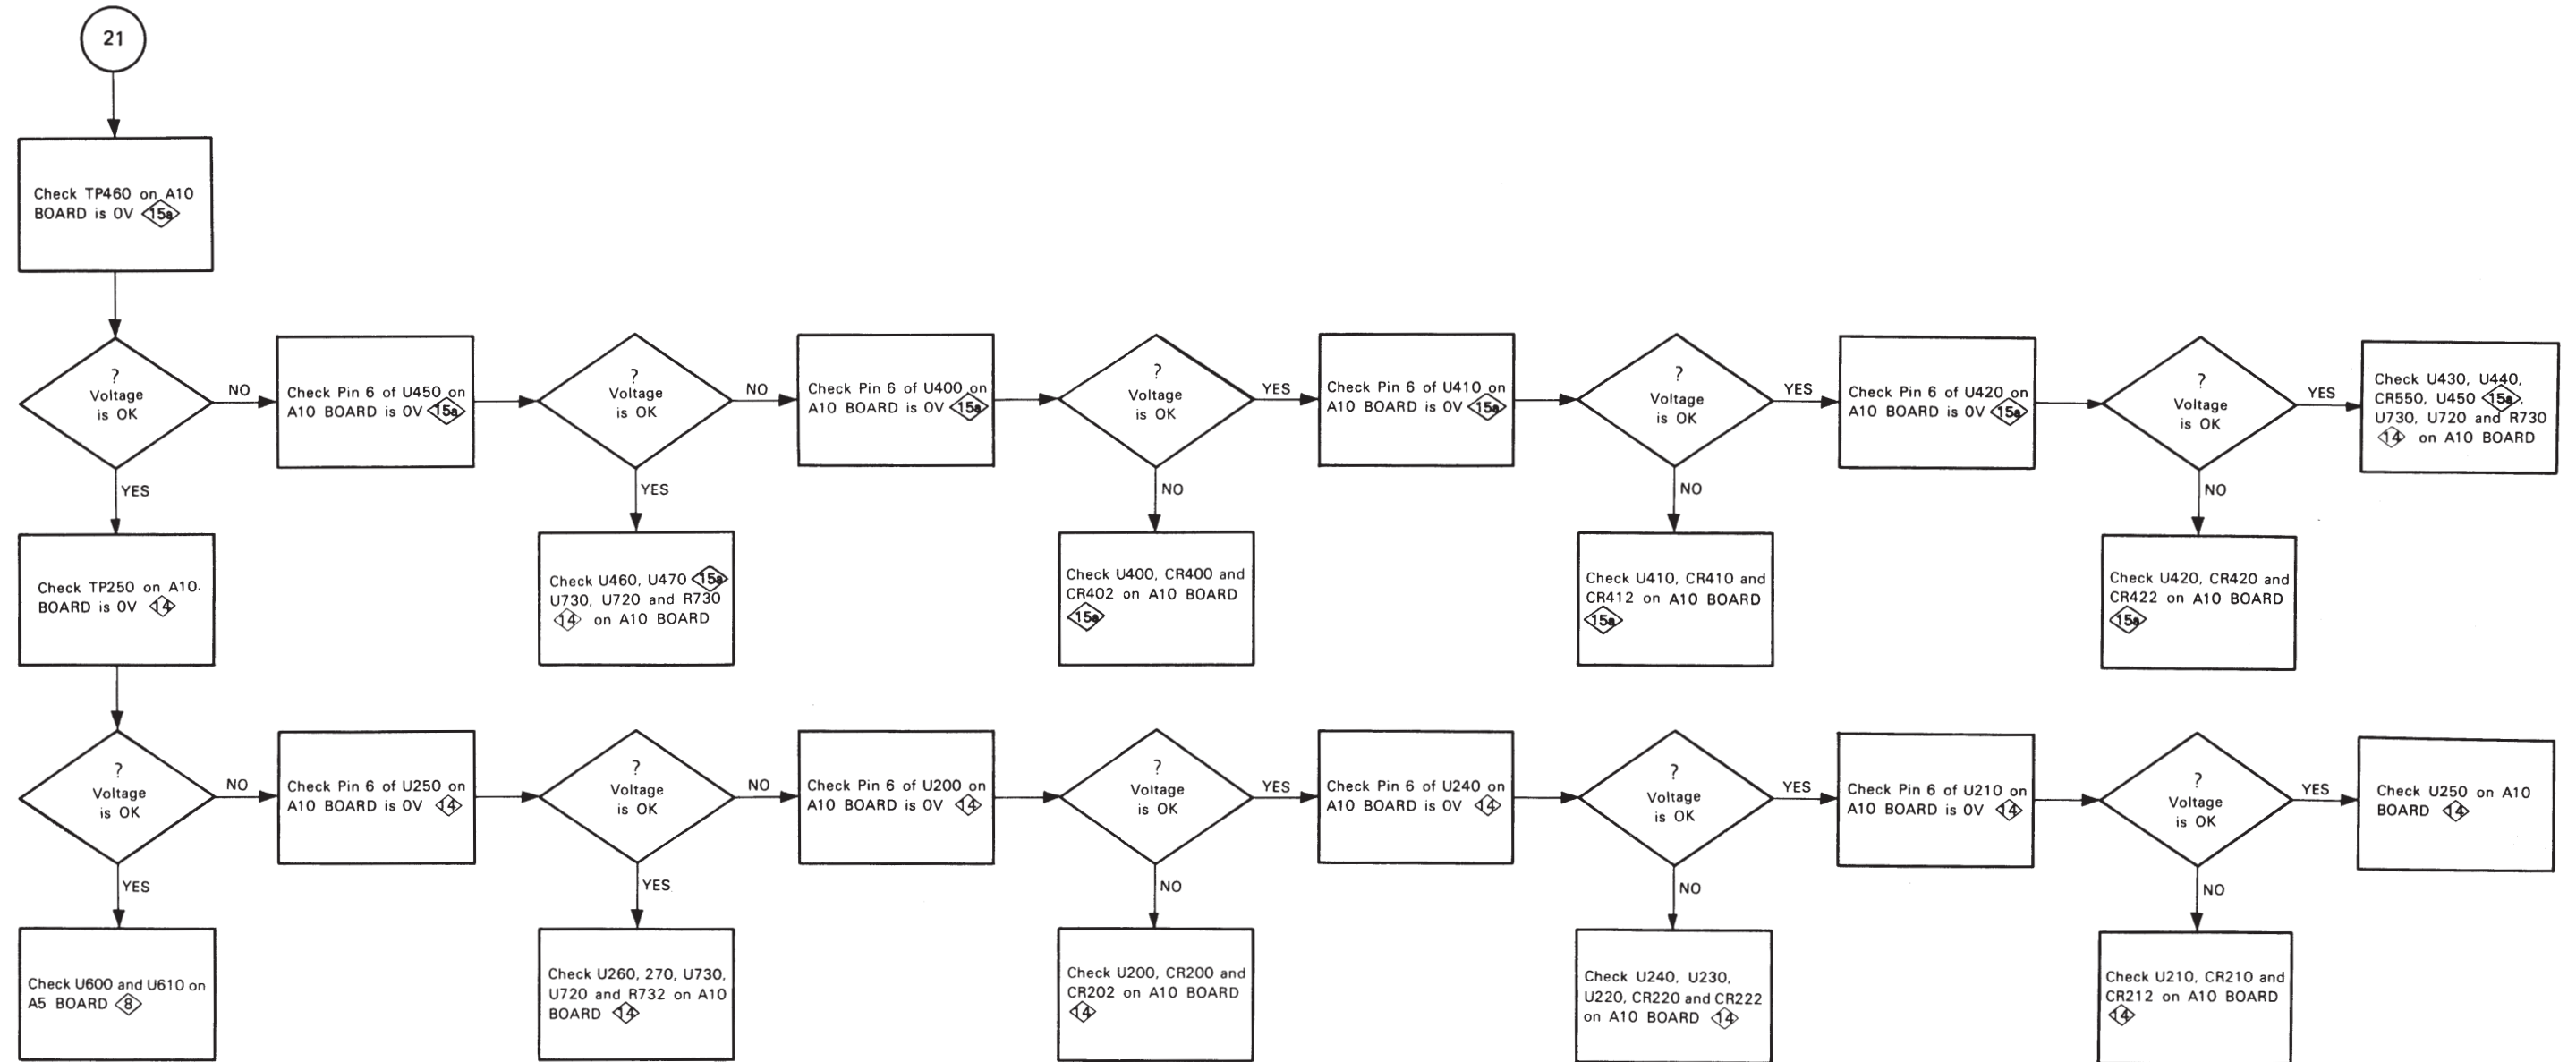 21
Check TP460 on A10
BOARD is 0V 15a
?
Voltage
is OK
NO
Check Pin 6 of U450 on
A10 BOARD is 0V 15a
?
Voltage
is OK
NO
Check Pin 6 of U400 on
A10 BOARD is 0V 15a
?
Voltage
is OK
YES
Check Pin 6 of U410 on
A10 BOARD is 0V 15a
?
Voltage
is OK
YES
Check Pin 6 of U420 on
A10 BOARD is 0V 15a
?
Voltage
is OK
YES
Check U430, U440,
CR550, U450 15a,
U730, U720 and R730
14 on A10 BOARD
YES
YES
NO
NO
NO
Check TP250 on A10.
BOARD is 0V 14
Check U460, U470 15a
U730, U720 and R730
14 on A10 BOARD
Check U400, CR400 and
CR402 on A10 BOARD
15a
Check U410, CR410 and
CR412 on A10 BOARD
15a
Check U420, CR420 and
CR422 on A10 BOARD
15a
?
Voltage
is OK
NO
Check Pin 6 of U250 on
A10 BOARD is 0V 14
?
Voltage
is OK
NO
Check Pin 6 of U200 on
A10 BOARD is 0V 14
?
Voltage
is OK
YES
Check Pin 6 of U240 on
A10 BOARD is 0V 14
?
Voltage
is OK
YES
Check Pin 6 of U210 on
A10 BOARD is 0V 14
?
Voltage
is OK
YES
Check U250 on A10
BOARD 14
YES
YES
NO
NO
NO
Check U600 and U610 on
A5 BOARD 8
Check U260, 270, U730,
U720 and R732 on A10
BOARD 14
Check U200, CR200 and
CR202 on A10 BOARD
14
Check U240, U230,
U220, CR220 and CR222
on A10 BOARD 14
Check U210, CR210 and
CR212 on A10 BOARD
14